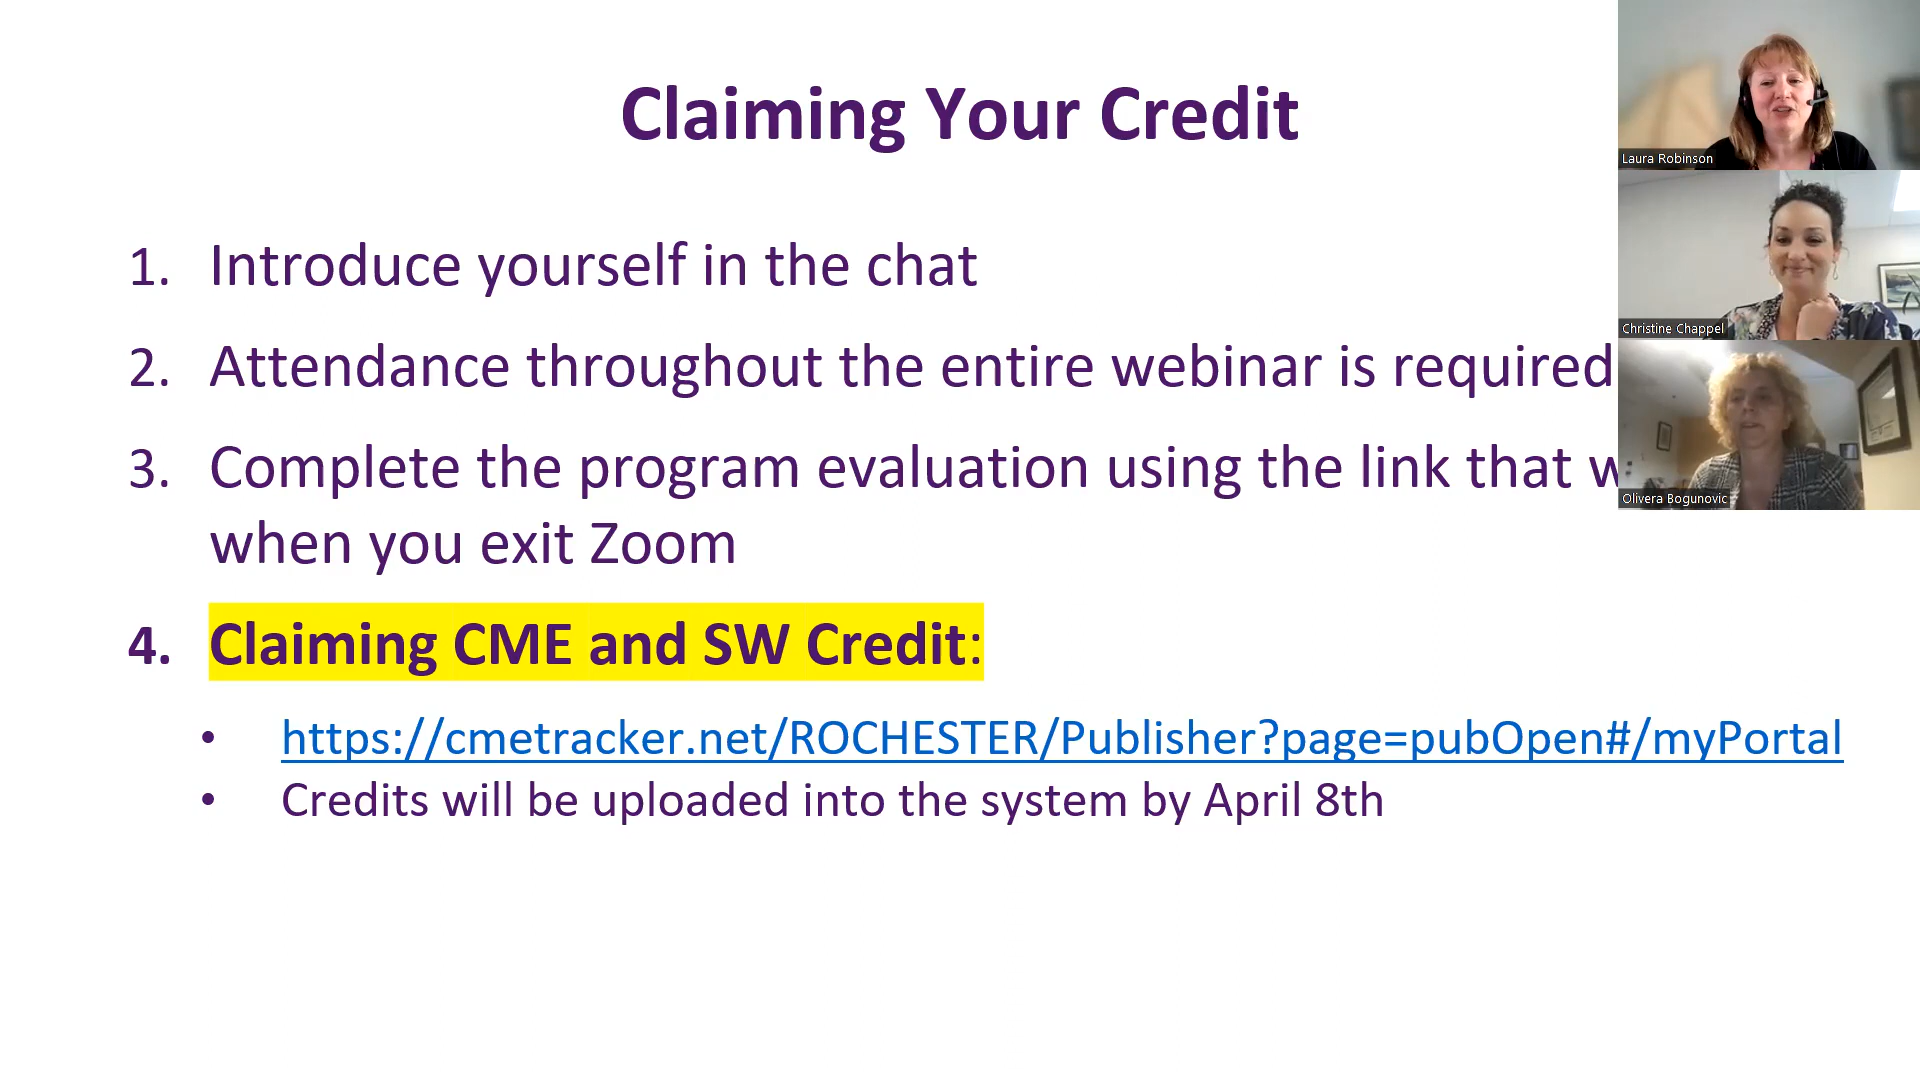 Claiming Your Credit
1. Introduce yourself in the chat
2. Attendance throughout the entire webinar is required
3. Complete the program evaluation using the link that
when you exit Zoom
4. Claiming CME and SW Credit:
• https://cmetracker.net/ROCHESTER/Publisher?page=pubOpen#/myPortal
• Credits will be uploaded into the system by April 8th
Laura Robinson
Christine Chappel
Olivera Bogunovic